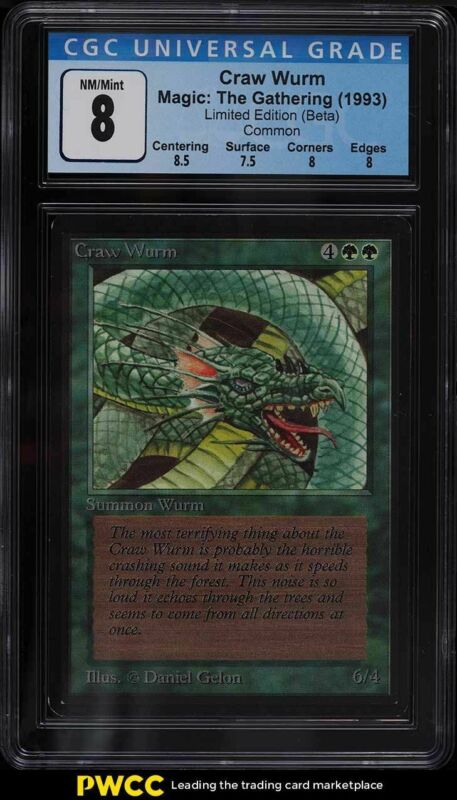 CGC UNIVERSAL GRADE
NM/Mint
8
Craw Wurm
Magic: The Gathering (1993)
Limited Edition (Beta)
Common
Centering Surface Corners Edges
8.5 7.5 8 8
Craw Wurm 4
Summon Wurm
The most terrifying thing about the
Craw Wurm is probably the horrible
crashing sound it makes as it speeds
through the forest. This noise is so
loud it echoes through the trees and
seems to come from all directions at
once.
Illus. © Daniel Gelon 6/4
PWCC Leading the trading card marketplace